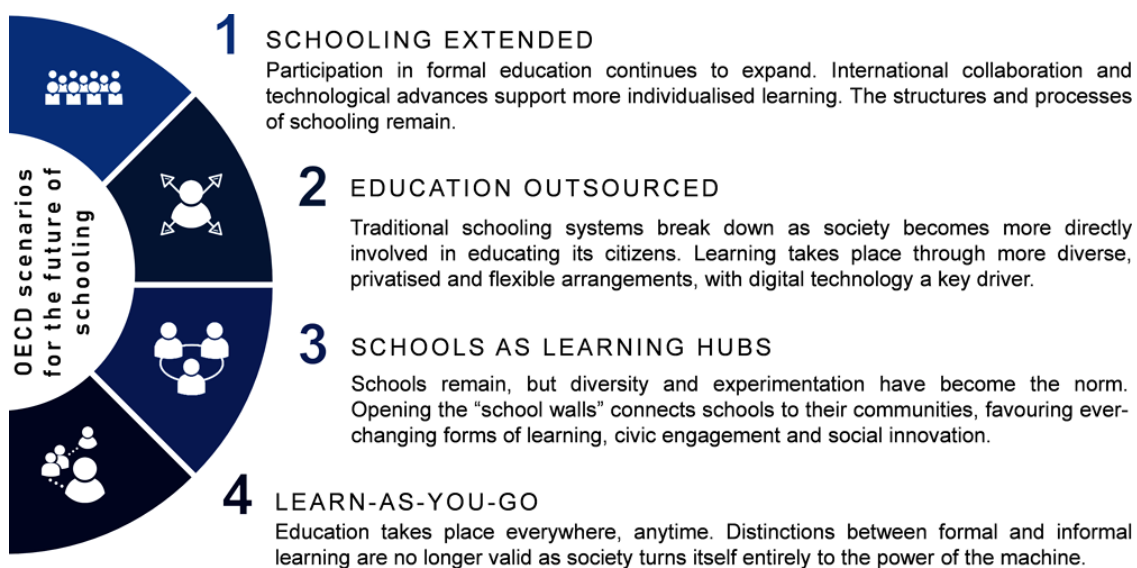 OECD scenarios
for the future of
schooling
1
SCHOOLING EXTENDED
Participation in formal education continues to expand. International collaboration and
technological advances support more individualised learning. The structures and processes
of schooling remain.
2
EDUCATION OUTSOURCED
Traditional schooling systems break down as society becomes more directly
involved in educating its citizens. Learning takes place through more diverse,
privatised and flexible arrangements, with digital technology a key driver.
3
SCHOOLS AS LEARNING HUBS
Schools remain, but diversity and experimentation have become the norm.
Opening the “school walls” connects schools to their communities, favouring ever-
changing forms of learning, civic engagement and social innovation.
4
LEARN-AS-YOU-GO
Education takes place everywhere, anytime. Distinctions between formal and informal
learning are no longer valid as society turns itself entirely to the power of the machine.